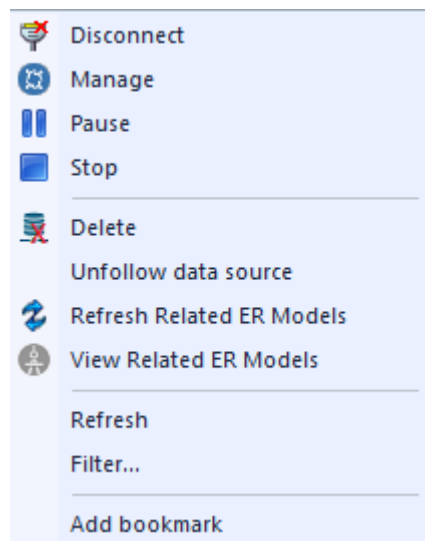 Disconnect
Manage
Pause
Stop
Delete
Unfollow data source
Refresh Related ER Models
View Related ER Models
Refresh
Filter...
Add bookmark